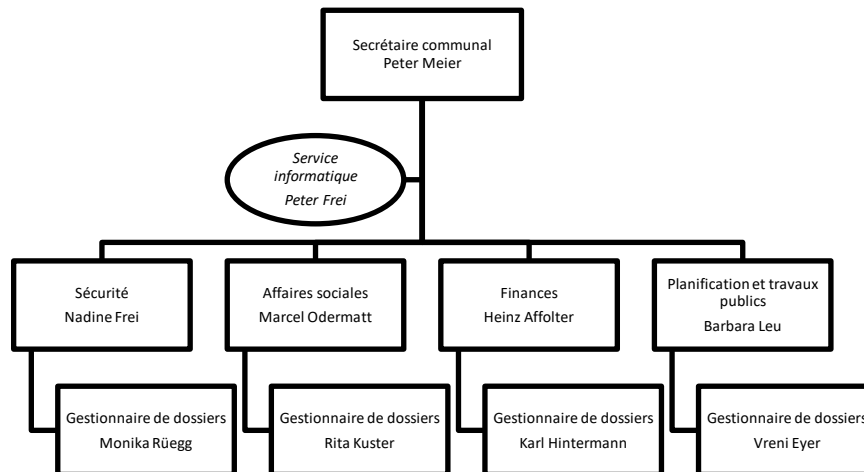 Secrétaire communal
Peter Meier
Service
informatique
Peter Frei
Sécurité
Nadine Frei
Affaires sociales
Marcel Odermatt
Finances
Heinz Affolter
Planification et travaux
publics
Barbara Leu
Gestionnaire de dossiers
Monika Rüegg
Gestionnaire de dossiers
Rita Kuster
Gestionnaire de dossiers
Karl Hintermann
Gestionnaire de dossiers
Vreni Eyer